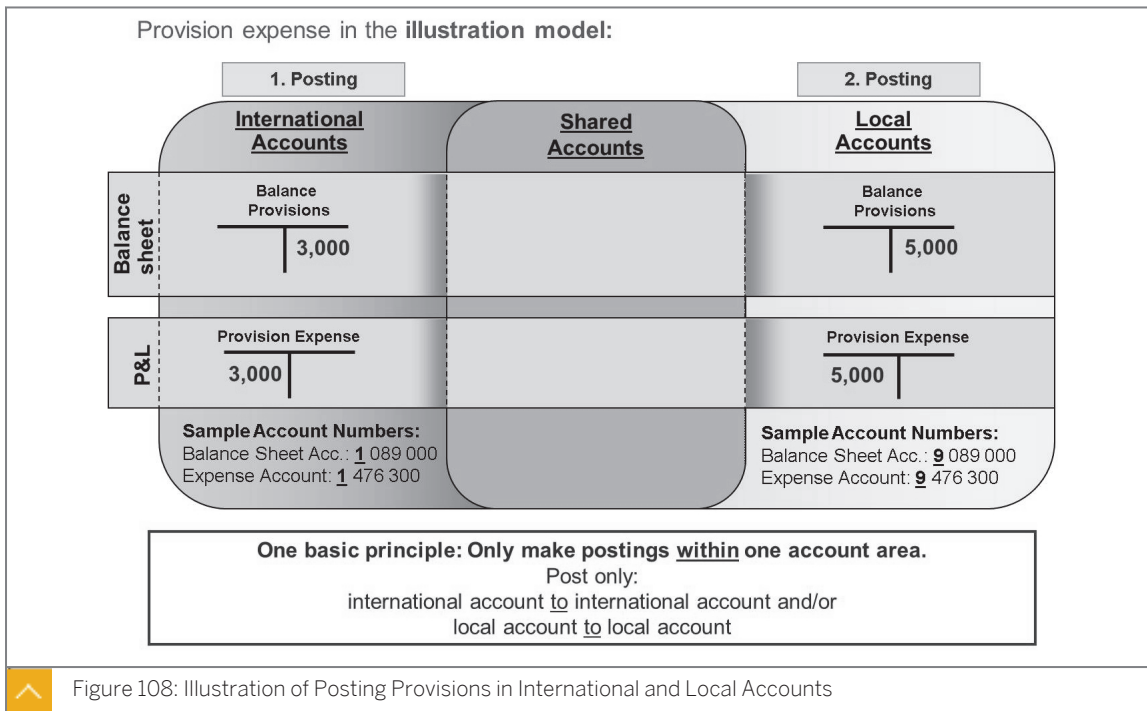 Provision expense in the illustration model:
1. Posting
2. Posting
International
Accounts
Shared
Accounts
Local
Accounts
Balance
sheet
Balance
Provisions
3,000
Balance
Provisions
5,000
P&L
Provision Expense
3,000
Provision Expense
5,000
Sample Account Numbers:
Balance Sheet Acc.: 1 089 000
Expense Account: 1 476 300
Sample Account Numbers:
Balance Sheet Acc.: 9 089 000
Expense Account: 9 476 300
One basic principle: Only make postings within one account area.
Post only:
international account to international account and/or
local account to local account
Figure 108: Illustration of Posting Provisions in International and Local Accounts